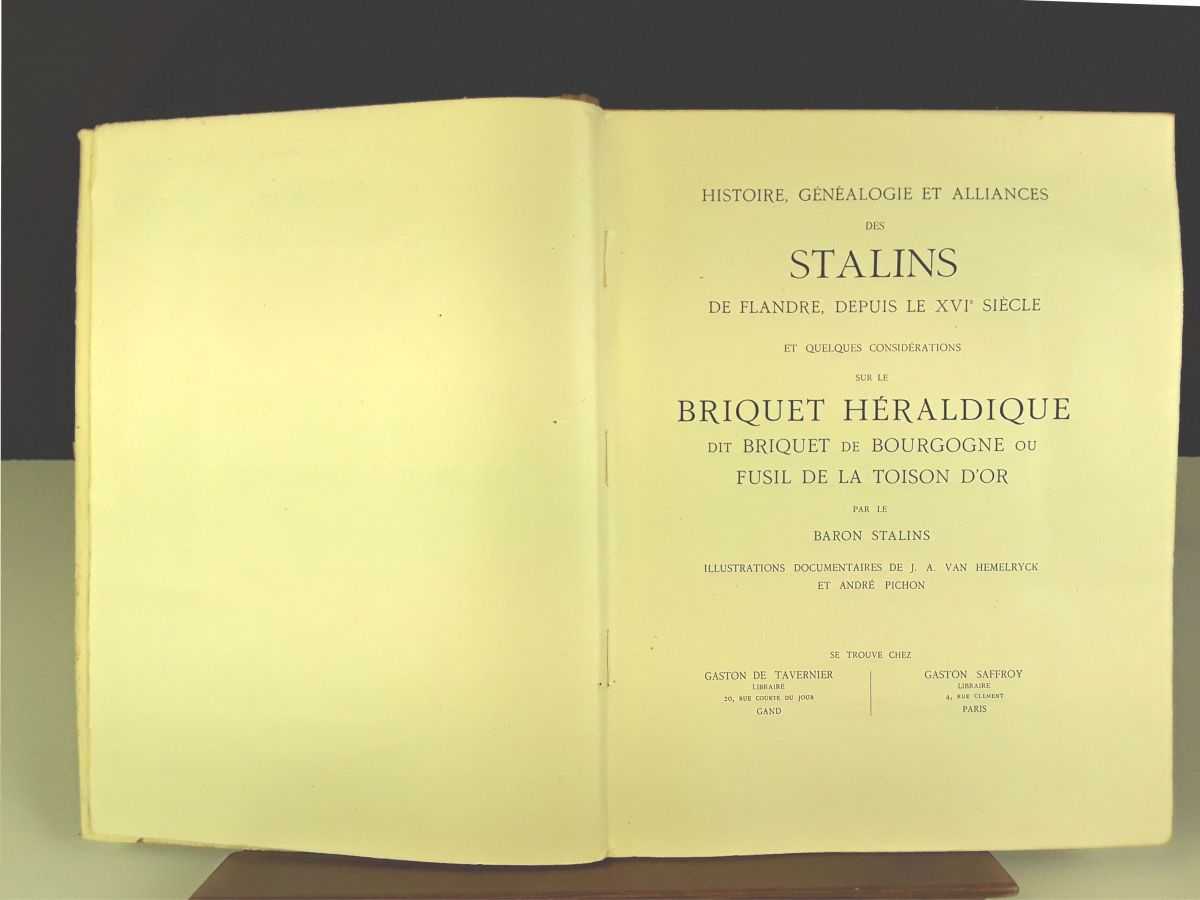 HISTOIRE, GÉNÉALOGIE ET ALLIANCES
DES
STALINS
DE FLANDRE, DEPUIS LE XVIᵉ SIÈCLE
ET QUELQUES CONSIDÉRATIONS
SUR LE
BRIQUET HÉRALDIQUE
DIT BRIQUET DE BOURGOGNE OU
FUSIL DE LA TOISON D'OR
PAR LE
BARON STALINS
ILLUSTRATIONS DOCUMENTAIRES DE J. A. VAN HEMELRYCK
ET ANDRÉ PICHON
SE TROUVE CHEZ
GASTON DE TAVERNIER
LIBRAIRE
20, RUE COURTE DU JOUR
GAND
GASTON SAFFROY
LIBRAIRE
4, RUE CLÉMENT
PARIS